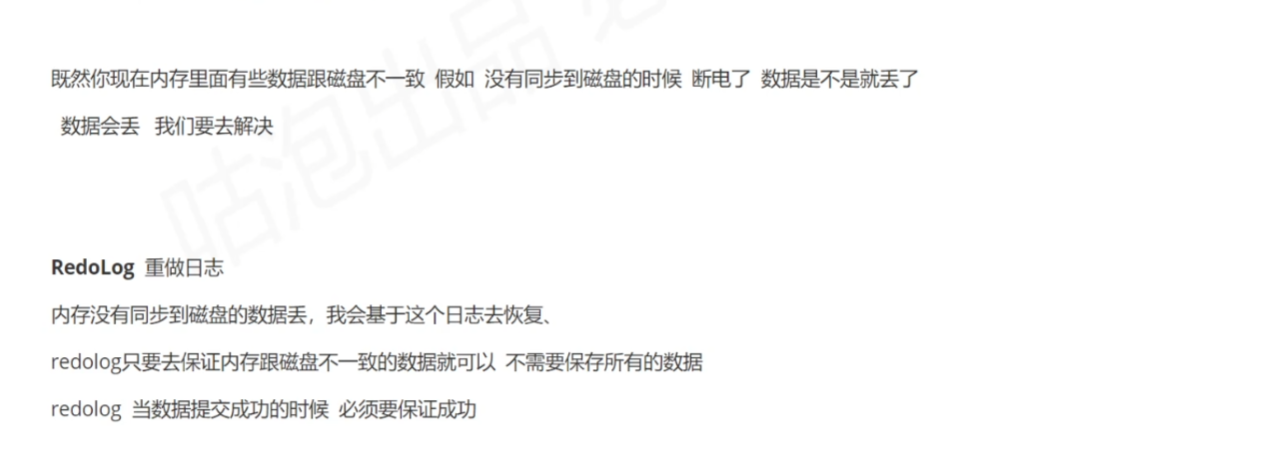 既然你现在内存里面有些数据跟磁盘不一致 假如 没有同步到磁盘的时候 断电了 数据是不是就丢了
数据会丢 我们要去解决
咕泡出品
RedoLog 重做日志
内存没有同步到磁盘的数据丢，我会基于这个日志去恢复、
redolog只要去保证内存跟磁盘不一致的数据就可以 不需要保存所有的数据
redolog 当数据提交成功的时候 必须要保证成功